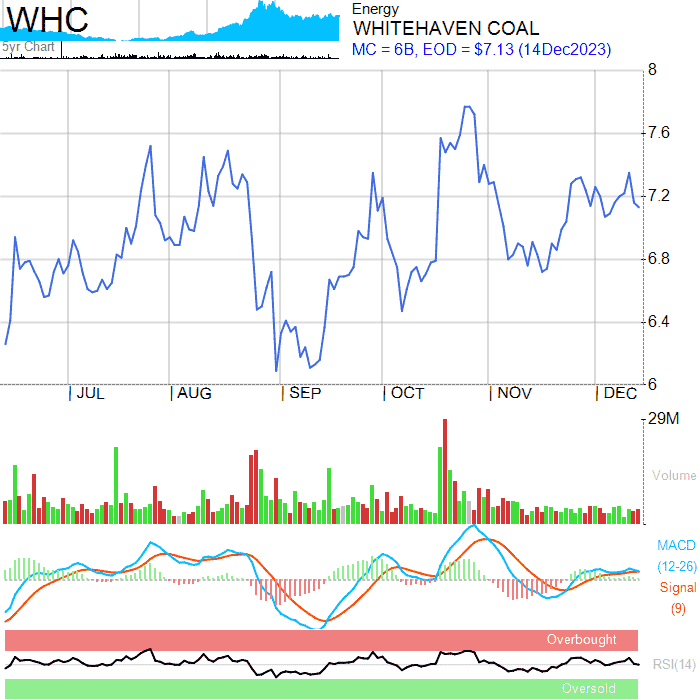 WHC
5yr Chart
Energy
WHITEHAVEN COAL
MC = 6B, EOD = $7.13 (14Dec2023)
8
7.6
7.2
6.8
6.4
6
JUL
AUG
SEP
OCT
NOV
DEC
29M
Volume
MACD
(12-26)
Signal
(9)
Overbought
RSI(14)
Oversold